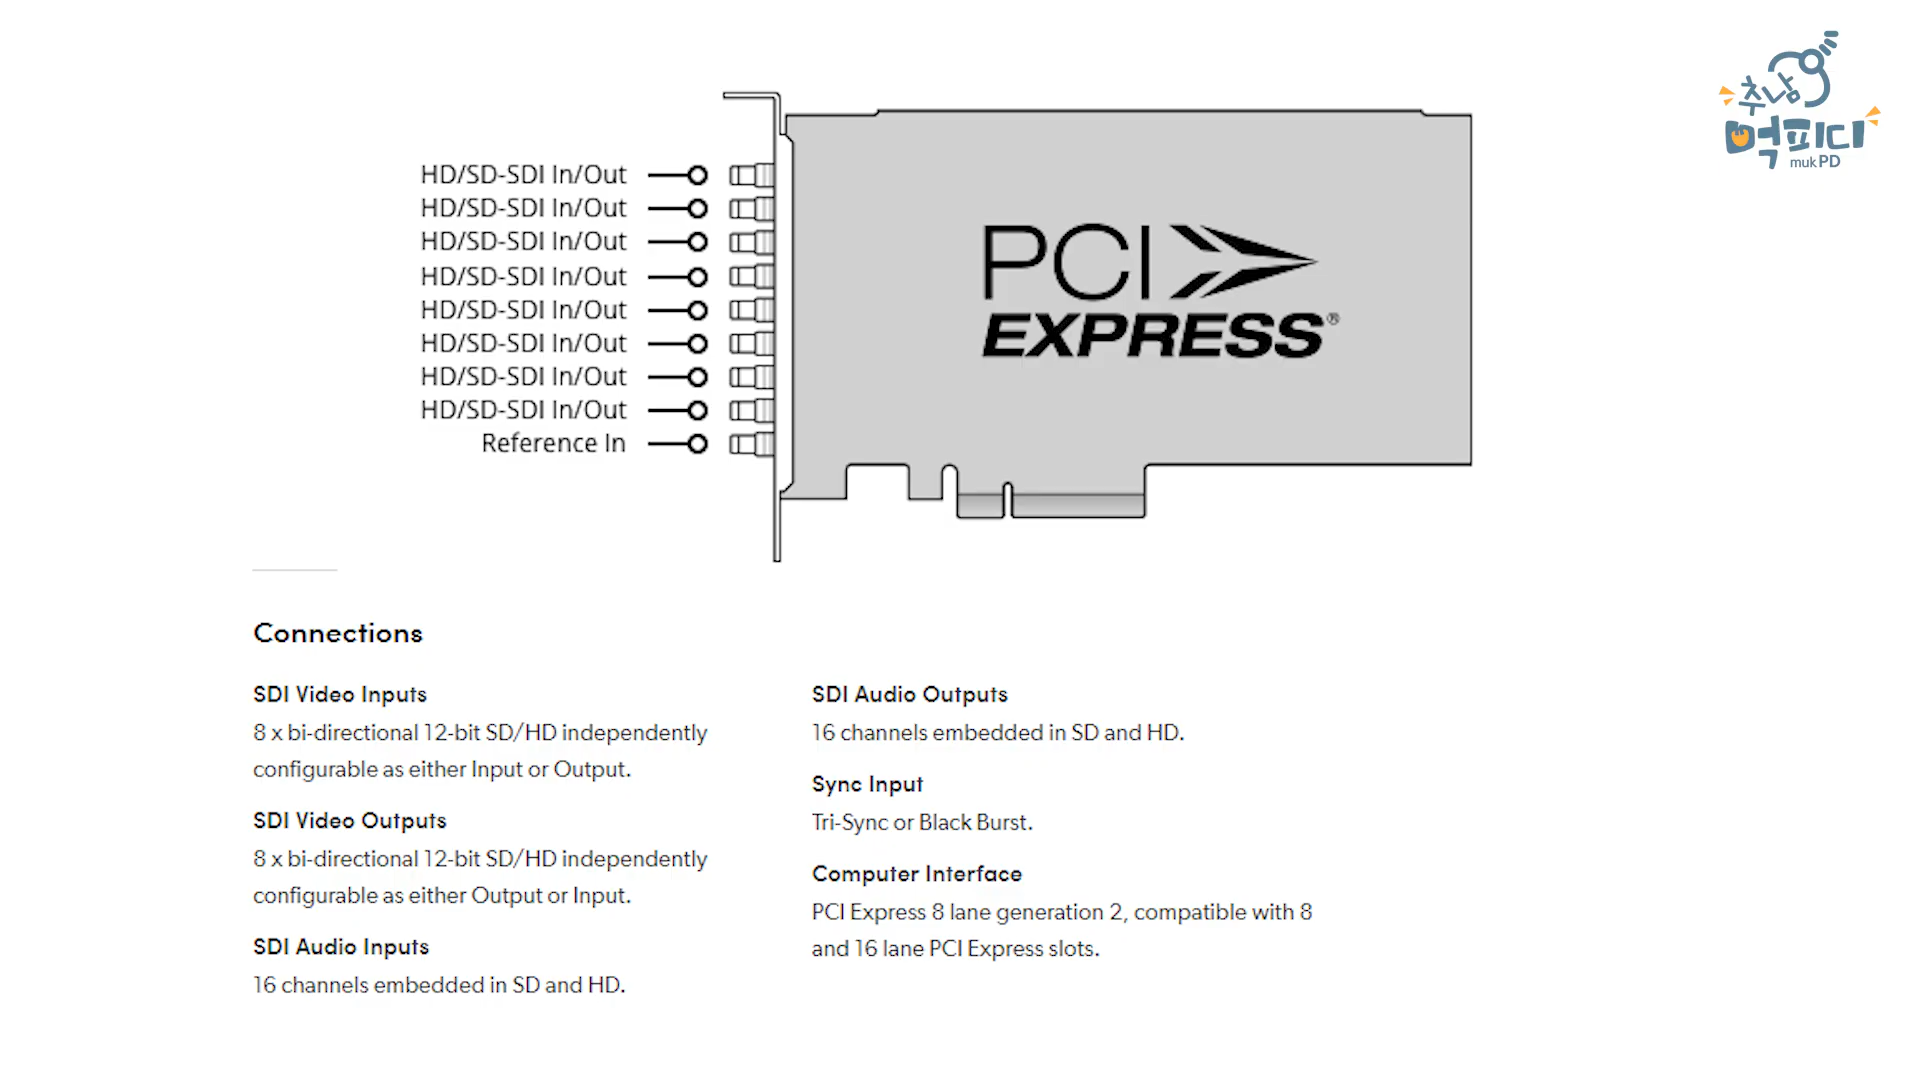 추남
먹피디
mukPD
HD/SD-SDI In/Out
HD/SD-SDI In/Out
HD/SD-SDI In/Out
HD/SD-SDI In/Out
HD/SD-SDI In/Out
HD/SD-SDI In/Out
HD/SD-SDI In/Out
HD/SD-SDI In/Out
Reference In
PCI
EXPRESS®
Connections
SDI Video Inputs
8 x bi-directional 12-bit SD/HD independently
configurable as either Input or Output.
SDI Video Outputs
8 x bi-directional 12-bit SD/HD independently
configurable as either Output or Input.
SDI Audio Inputs
16 channels embedded in SD and HD.
SDI Audio Outputs
16 channels embedded in SD and HD.
Sync Input
Tri-Sync or Black Burst.
Computer Interface
PCI Express 8 lane generation 2, compatible with 8
and 16 lane PCI Express slots.